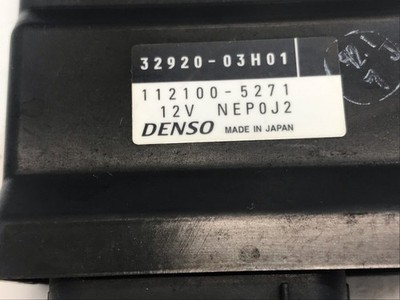 32920-03H01
112100-5271
12V NEP0J2
DENSO MADE IN JAPAN